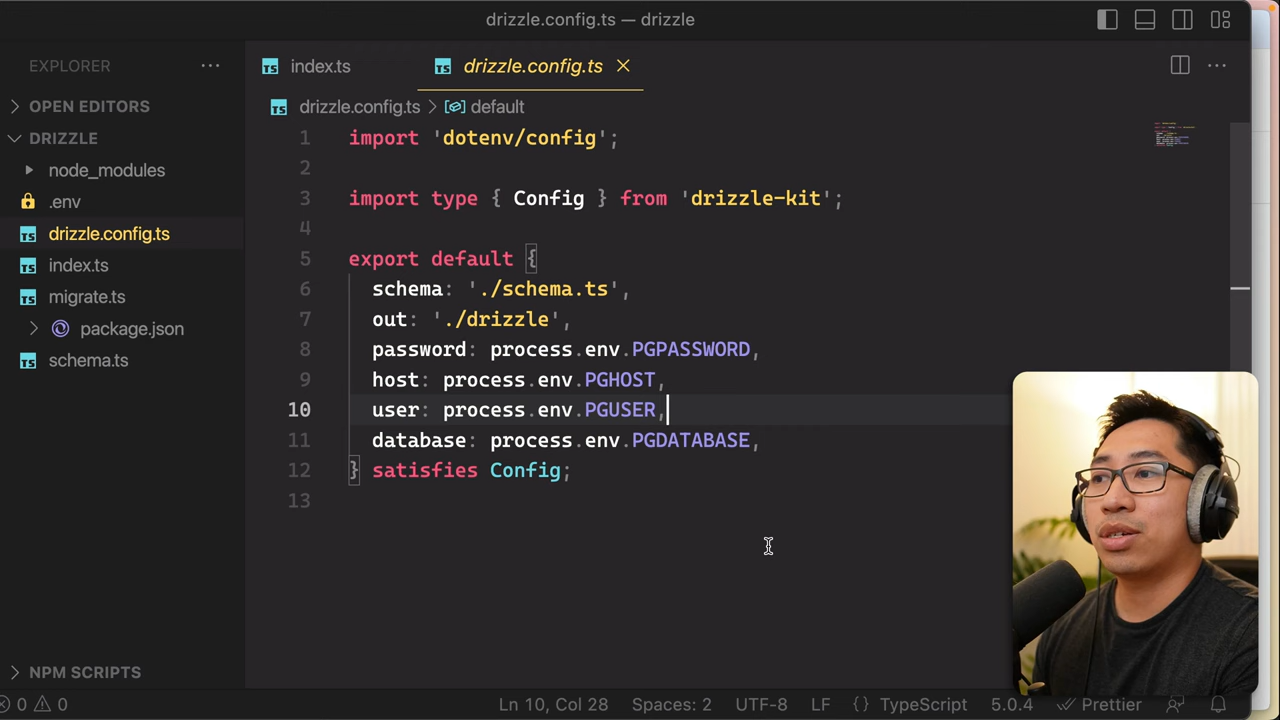 drizzle.config.ts — drizzle
EXPLORER
index.ts
drizzle.config.ts
OPEN EDITORS
DRIZZLE
node_modules
.env
drizzle.config.ts
index.ts
migrate.ts
package.json
schema.ts
NPM SCRIPTS
drizzle.config.ts > default
1 import 'dotenv/config';
2
3 import type { Config } from 'drizzle-kit';
4
5 export default {
6 schema: './schema.ts',
7 out: './drizzle',
8 password: process.env.PGPASSWORD,
9 host: process.env.PGHOST,
10 user: process.env.PGUSER,
11 database: process.env.PGDATABASE,
12 } satisfies Config;
13
0 0 Ln 10, Col 28 Spaces: 2 UTF-8 LF {} TypeScript 5.0.4 Prettier